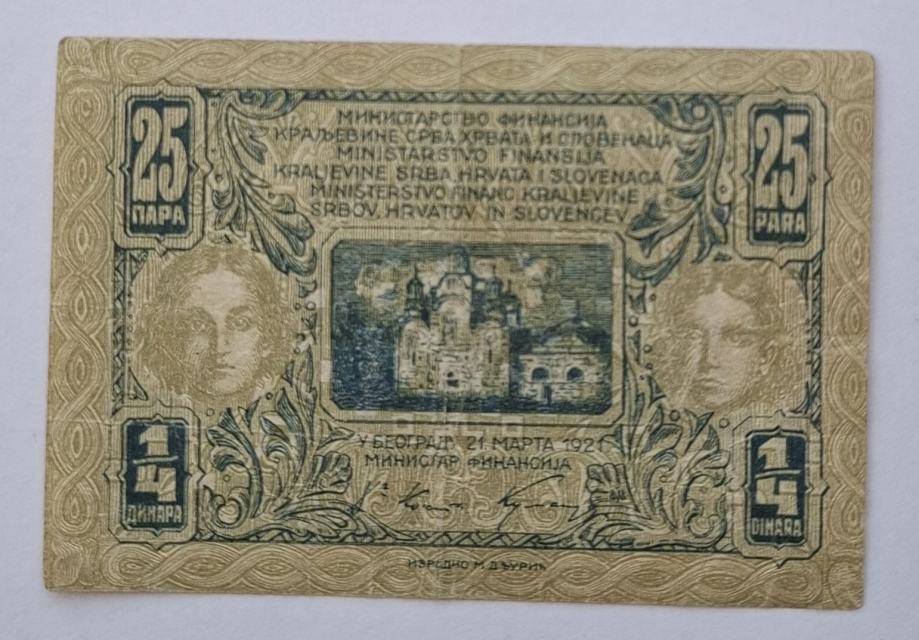 25
ПАРА
25
PARA
МИНИСТАРСТВО ФИНАНСИЈА
КРАЉЕВИНЕ СРБА ХРВАТА И СЛОВЕНАЦА
MINISTARSTVO FINANSIJA
KRALJEVINE SRBA, HRVATA I SLOVENACA
MINISTERSTVO FINANC KRALJEVINE
SRBOV, HRVATOV IN SLOVENCEV
У БЕОГРАДУ, 21 МАРТА 1921
МИНИСТАР ФИНАНСИЈА
1/4
ДИНАРА
1/4
DINARA
ИЗРАДИО М. ДЂУРИЋ